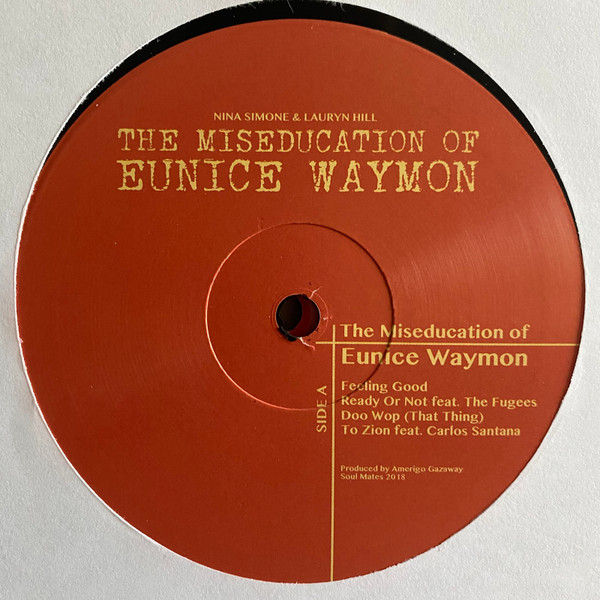 NINA SIMONE & LAURYN HILL
THE MISEDUCATION OF
EUNICE WAYMON
The Miseducation of
Eunice Waymon
SIDE A
Feeling Good
Ready Or Not feat. The Fugees
Doo Wop (That Thing)
To Zion feat. Carlos Santana
Produced by Amerigo Gazaway
Soul Mates 2018